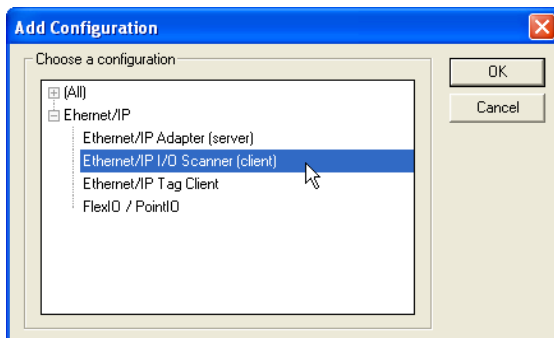 Add Configuration
Choose a configuration
OK
Cancel
(All)
Ehernet/IP
Ethernet/IP Adapter (server)
Ethernet/IP I/O Scanner (client)
Ethernet/IP Tag Client
FlexIO / PointIO